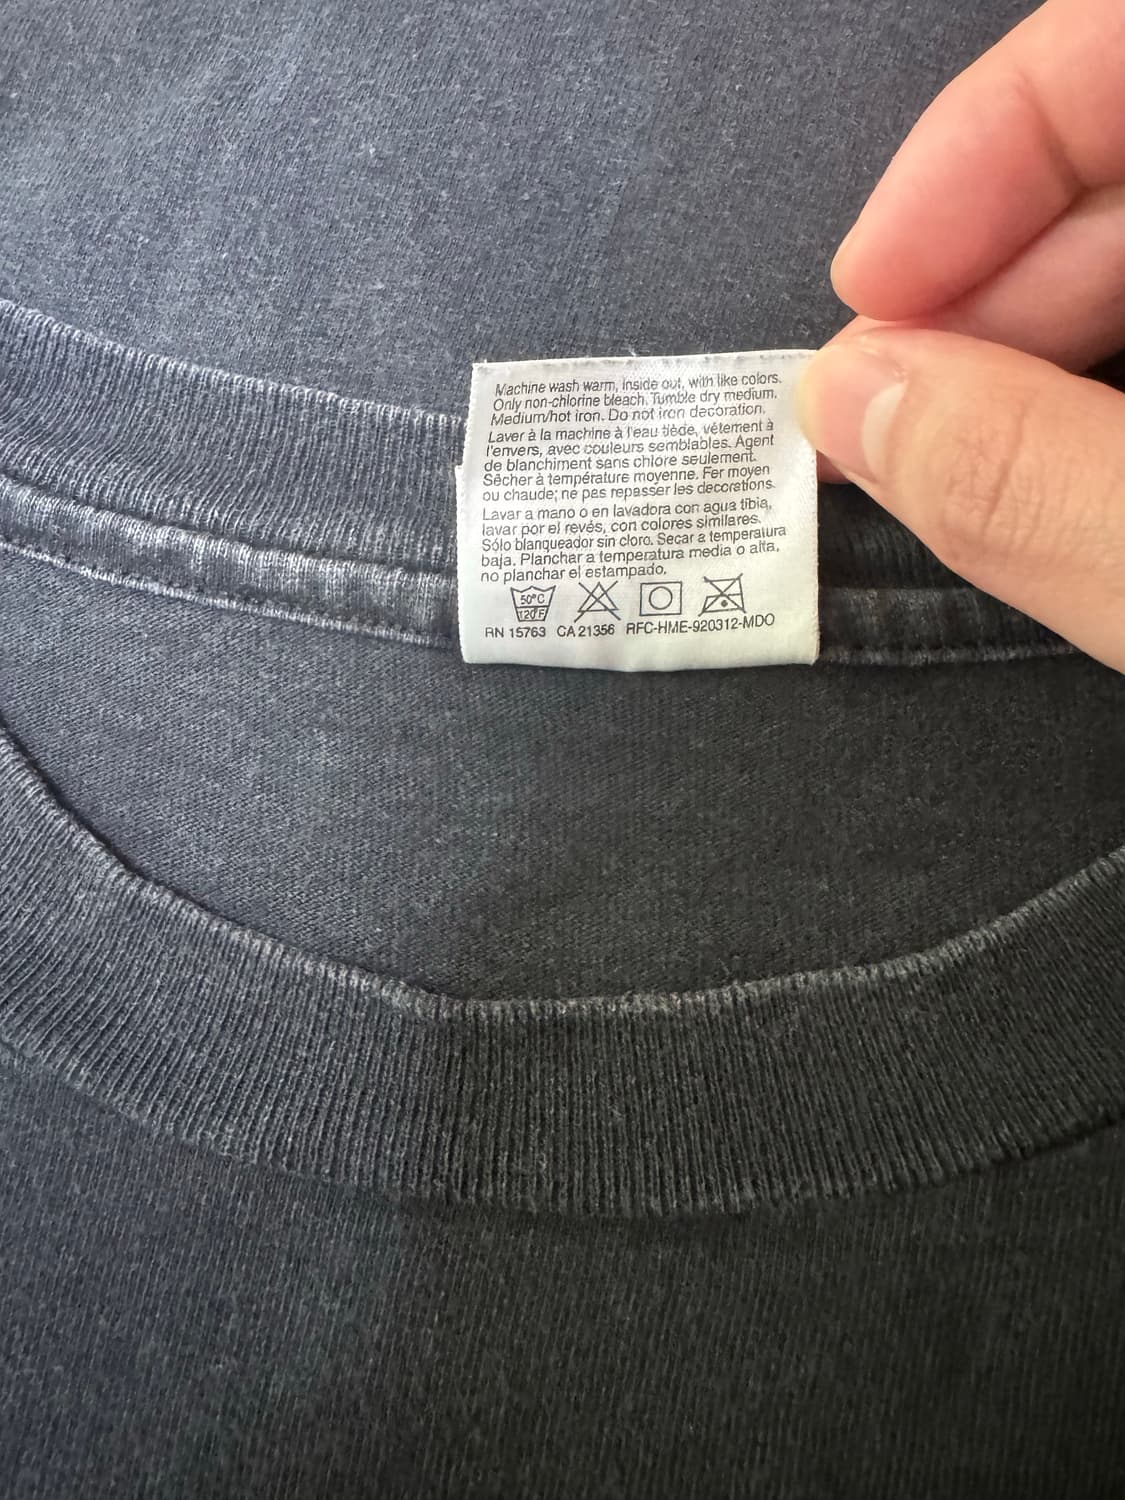 Machine wash warm, inside out, with like colors.
Only non-chlorine bleach. Tumble dry medium.
Medium/hot iron. Do not iron decoration.
Laver à la machine à l'eau tiède, vêtement à
l'envers, avec couleurs semblables. Agent
de blanchiment sans chlore seulement.
Sêcher à température moyenne. Fer moyen
ou chaude; ne pas repasser les decorations.
Lavar a mano o en lavadora con agua tibia,
lavar por el revés, con colores similares.
Sólo blanqueador sin cloro. Secar a temperatura
baja. Planchar a temperatura media o alta,
no planchar el estampado.
50°C
120°F
RN 15763 CA 21356 RFC-HME-920312-MDO